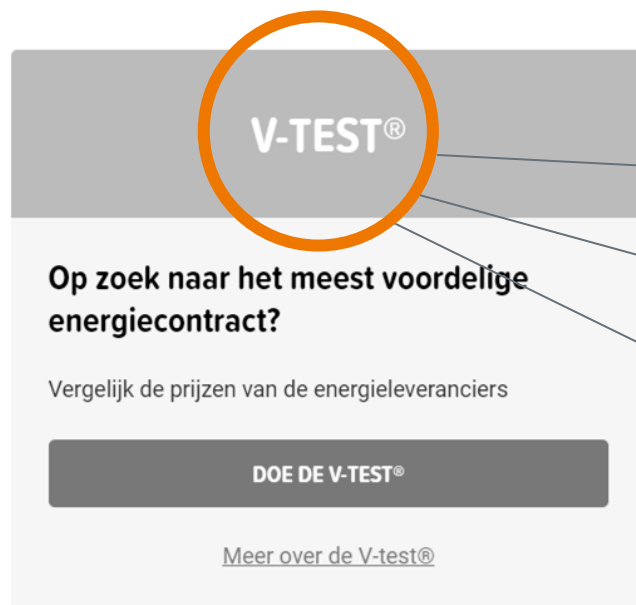 V-TEST®
Op zoek naar het meest voordelige
energiecontract?
Vergelijk de prijzen van de energieleveranciers
DOE DE V-TEST®
Meer over de V-test®